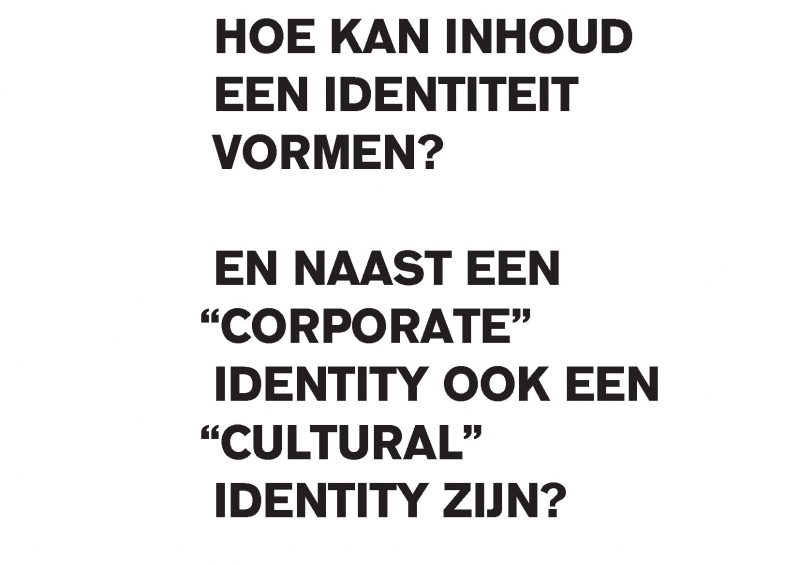 HOE KAN INHOUD
EEN IDENTITEIT
VORMEN?
EN NAAST EEN
“CORPORATE”
IDENTITY OOK EEN
“CULTURAL”
IDENTITY ZIJN?